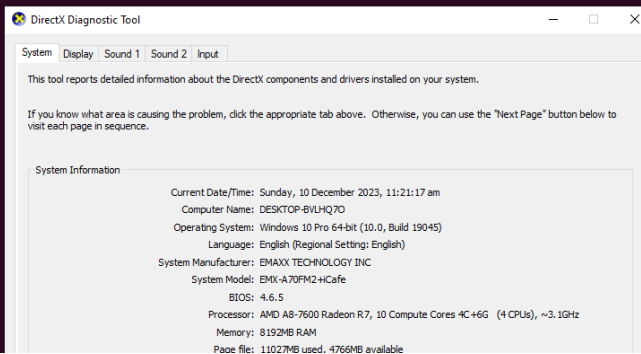 DirectX Diagnostic Tool
System Display Sound 1 Sound 2 Input
This tool reports detailed information about the DirectX components and drivers installed on your system.
If you know what area is causing the problem, click the appropriate tab above. Otherwise, you can use the "Next Page" button below to
visit each page in sequence.
System Information
Current Date/Time: Sunday, 10 December 2023, 11:21:17 am
Computer Name: DESKTOP-BVLHQ7O
Operating System: Windows 10 Pro 64-bit (10.0, Build 19045)
Language: English (Regional Setting: English)
System Manufacturer: EMAXX TECHNOLOGY INC
System Model: EMX-A70FM2+iCafe
BIOS: 4.6.5
Processor: AMD A8-7600 Radeon R7, 10 Compute Cores 4C+6G (4 CPUs), ~3.1GHz
Memory: 8192MB RAM
Page file: 11027MB used, 4766MB available